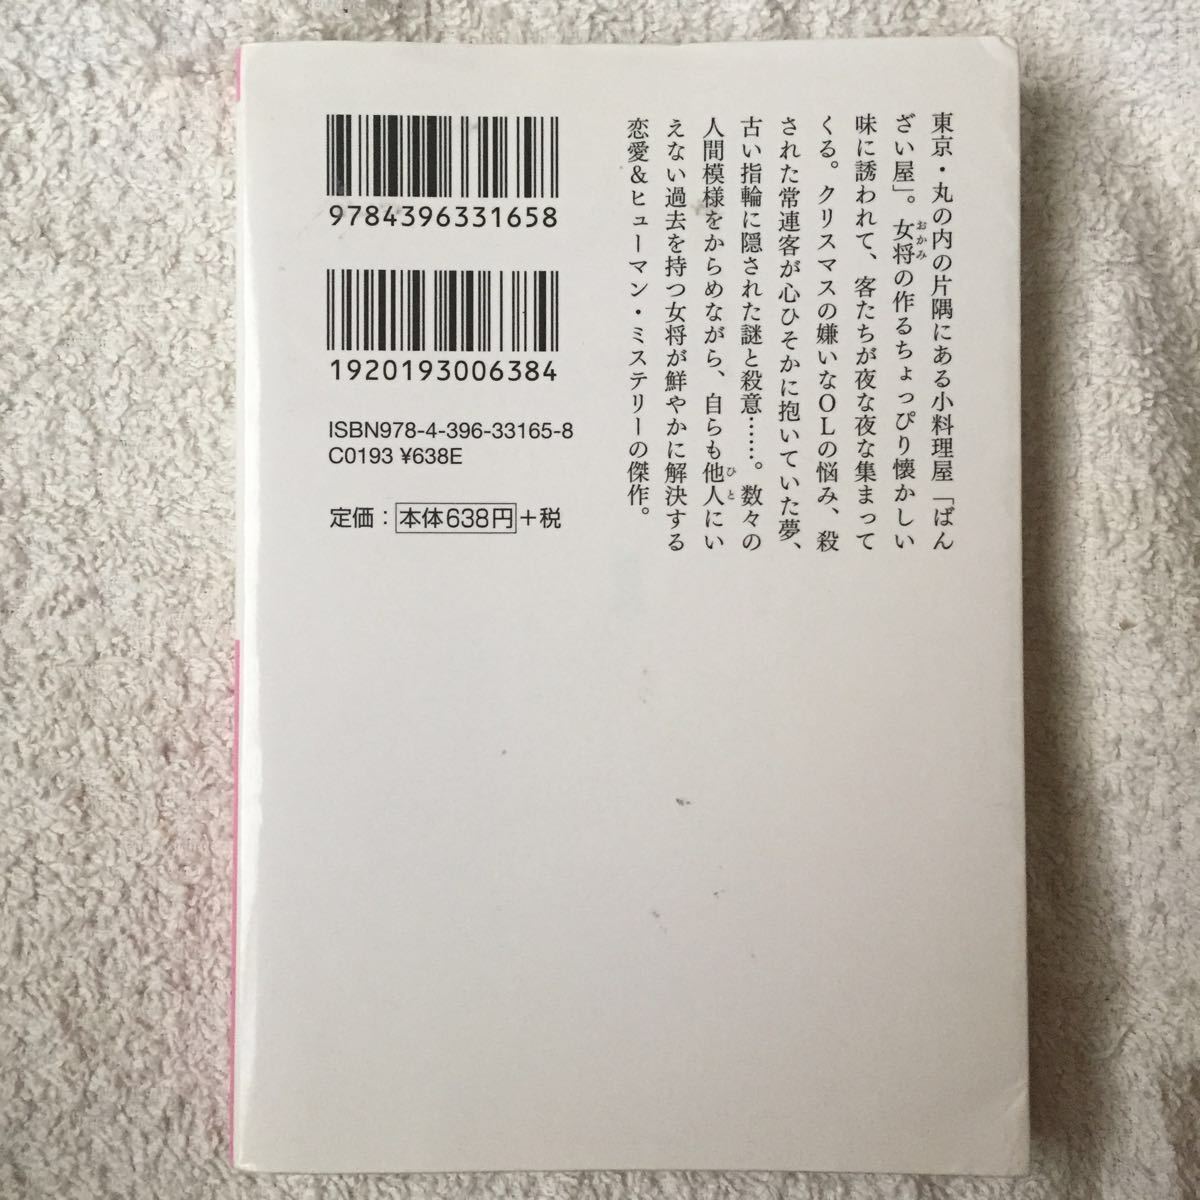 東京・丸の内の片隅にある小料理屋「ばん
ざい屋」。女将の作るちょっぴり懐かしい
おかみ
味に誘われて、客たちが夜な夜な集まって
くる。クリスマスの嫌いなOLの悩み、殺
された常連客が心ひそかに抱いていた夢、
古い指輪に隠された謎と殺意……。数々の
人間模様をからめながら、自らも他人にい
ひと
えない過去を持つ女将が鮮やかに解決する
恋愛&ヒューマン・ミステリーの傑作。
9784396331658
1920193006384
ISBN978-4-396-33165-8
C0193 ¥638E
定価：本体638円+税